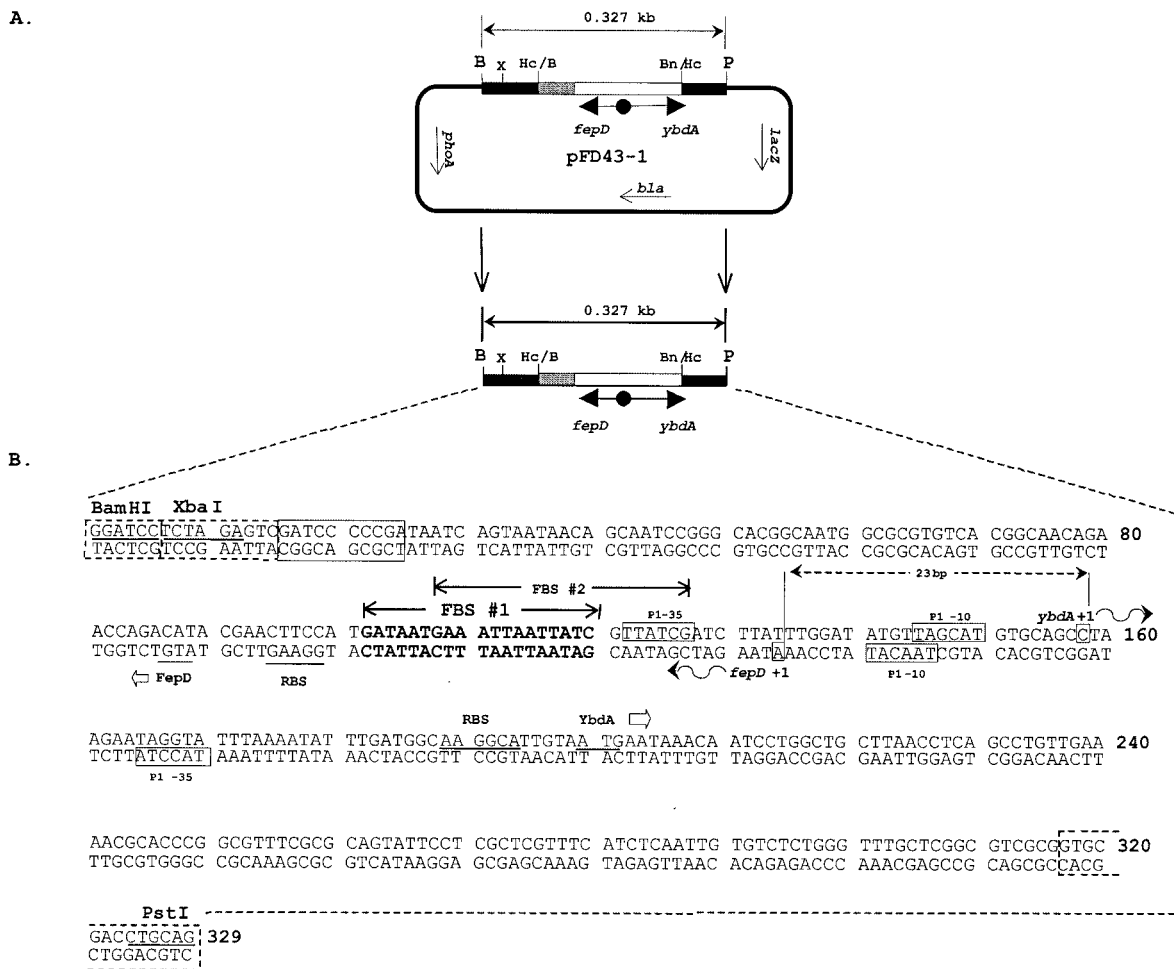 A.
0.327 kb
B X Hc/B Bn/Hc P
fepD ybdA
phoA pFD43-1 lacZ
bla
0.327 kb
B X Hc/B Bn/Hc P
fepD ybdA
B.
BamHI XbaI
GGATCCTCTA GAGTCGATCC CCCGATAATC AGTAATAACA GCAATCCGGG CACGGCAATG GCGCGTGTCA CGGCAACAGA 80
TACTCGTCCG AATTACGGCA GCGCTATTAG TCATTATTGT CGTTAGGCCC GTGCCGTTAC CGCGCACAGT GCCGTTGTCT
FBS #2 23bp
FBS #1 P1-35 P1 -10 ybdA+1
ACCAGACATA CGAACTTCCA TGATAATGAA ATTAATTATC GTTATCGATC TTATTTGGAT ATGTTAGCAT GTGCAGCCTA 160
TGGTCTGTAT GCTTGAAGGTA CTATTACTTT TAATTAATAG CAATAGCTAG AATAAACCTA TACAATCGTA CACGTCGGAT
FepD RBS fepD +1 P1-10
RBS YbdA
AGAATAGGTA TTTAAAATAT TTGATGGCAA GGCATTGTAA TGAATAAACA ATCCTGGCTG CTTAACCTCA GCCTGTTGAA 240
TCTTATCCAT AAATTTTATA AACTACCGTT CCGTAACATT ACTTATTTGT TAGGACCGAC GAATTGGAGT CGGACAACTT
P1 -35
AACGCACCCG GCGTTTCGCG CAGTATTCCT CGCTCGTTTC ATCTCAATTG TGTCTCTGGG TTTGCTCGGC GTCGCGGTGC 320
TTGCGTGGGC CGCAAAGCGC GTCATAAGGA GCGAGCAAAG TAGAGTTAAC ACAGAGACCC AAACGAGCCG CAGCGCCACG
PstI
GACCTGCAG 329
CTGGACGTC